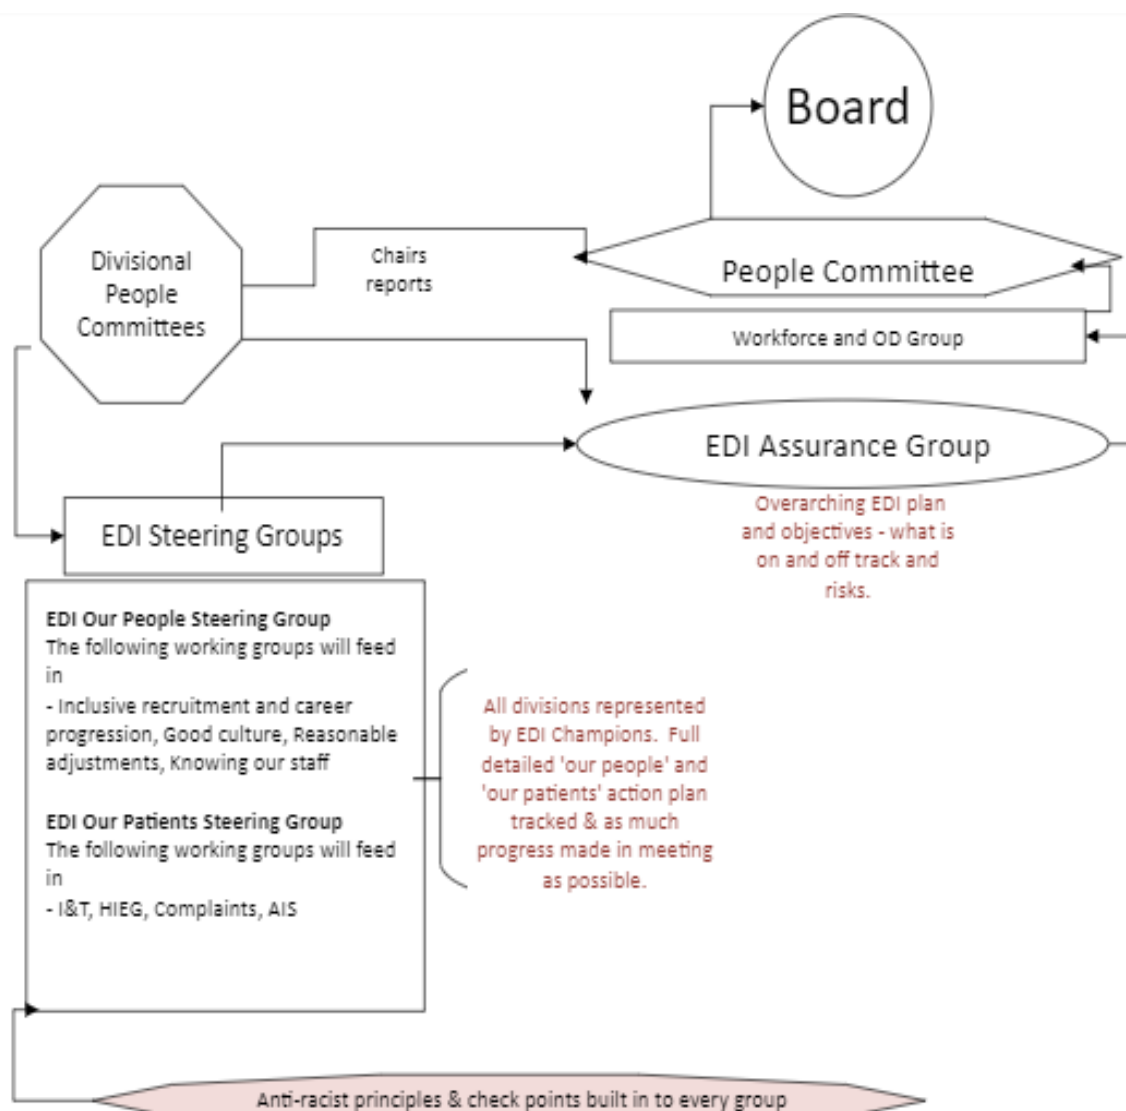 Board
Divisional
People
Committees
Chairs
reports
People Committee
Workforce and OD Group
EDI Assurance Group
Overarching EDI plan
and objectives - what is
on and off track and
risks.
EDI Steering Groups
EDI Our People Steering Group
The following working groups will feed
in
- Inclusive recruitment and career
progression, Good culture, Reasonable
adjustments, Knowing our staff
EDI Our Patients Steering Group
The following working groups will feed
in
- I&T, HIEG, Complaints, AIS
All divisions represented
by EDI Champions. Full
detailed 'our people' and
'our patients' action plan
tracked & as much
progress made in meeting
as possible.
Anti-racist principles & check points built in to every group